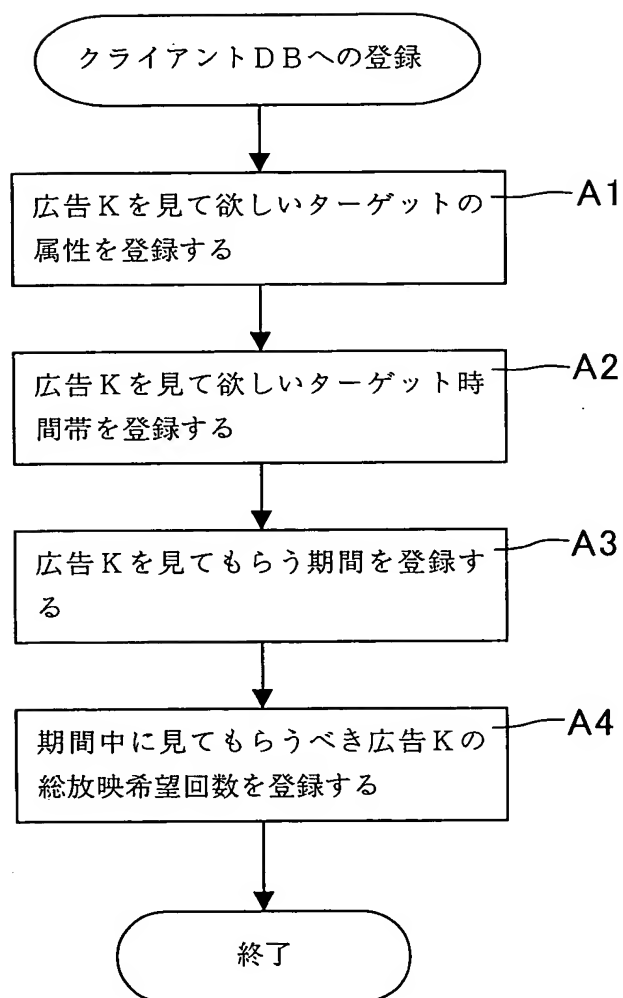 クライアントDBへの登録
広告Kを見て欲しいターゲットの
属性を登録する
A1
広告Kを見て欲しいターゲット時
間帯を登録する
A2
広告Kを見てもらう期間を登録す
る
A3
期間中に見てもらうべき広告Kの
総放映希望回数を登録する
A4
終了